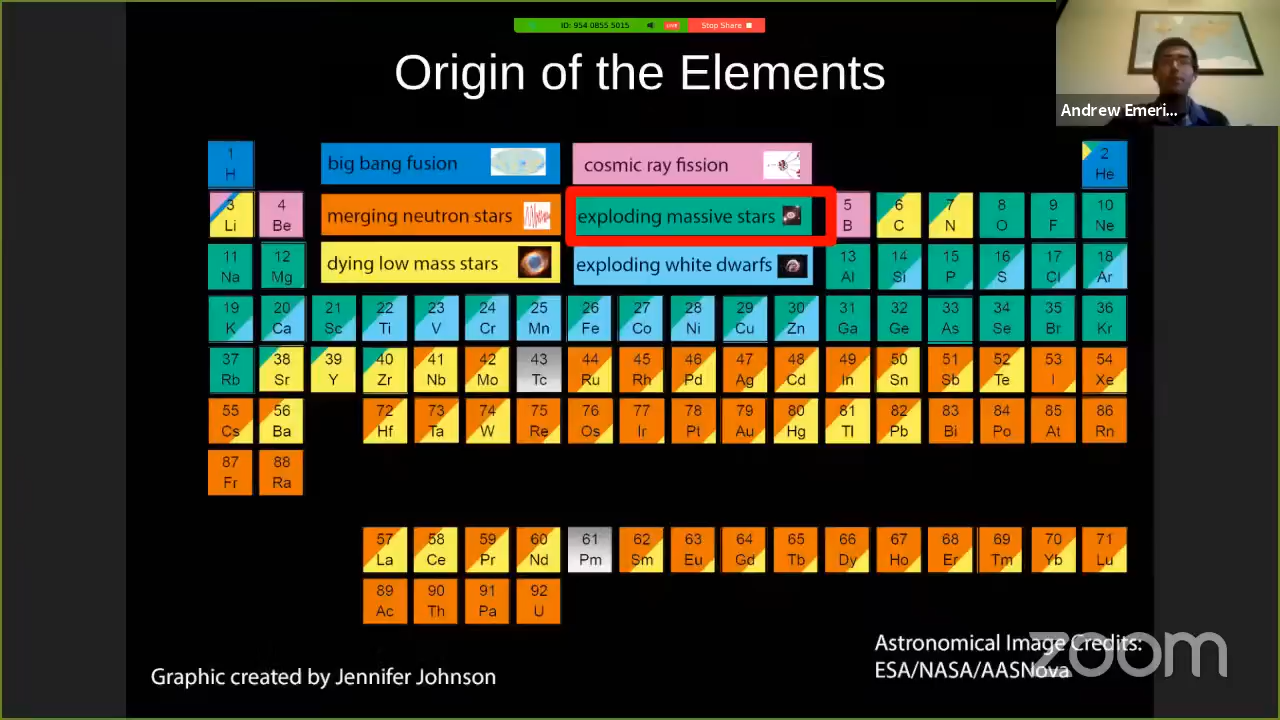 ID: 954 0855 5015 LIVE Stop Share
Origin of the Elements
Andrew Emeri...
1 2
H big bang fusion cosmic ray fission He
3 4 5 6 7 8 9 10
Li Be merging neutron stars exploding massive stars B C N O F Ne
11 12 13 14 15 16 17 18
Na Mg dying low mass stars exploding white dwarfs Al Si P S Cl Ar
19 20 21 22 23 24 25 26 27 28 29 30 31 32 33 34 35 36
K Ca Sc Ti V Cr Mn Fe Co Ni Cu Zn Ga Ge As Se Br Kr
37 38 39 40 41 42 43 44 45 46 47 48 49 50 51 52 53 54
Rb Sr Y Zr Nb Mo Tc Ru Rh Pd Ag Cd In Sn Sb Te I Xe
55 56 72 73 74 75 76 77 78 79 80 81 82 83 84 85 86
Cs Ba Hf Ta W Re Os Ir Pt Au Hg Tl Pb Bi Po At Rn
87 88
Fr Ra
57 58 59 60 61 62 63 64 65 66 67 68 69 70 71
La Ce Pr Nd Pm Sm Eu Gd Tb Dy Ho Er Tm Yb Lu
89 90 91 92
Ac Th Pa U
Graphic created by Jennifer Johnson
Astronomical Image Credits:
ESA/NASA/AASNova
zoom